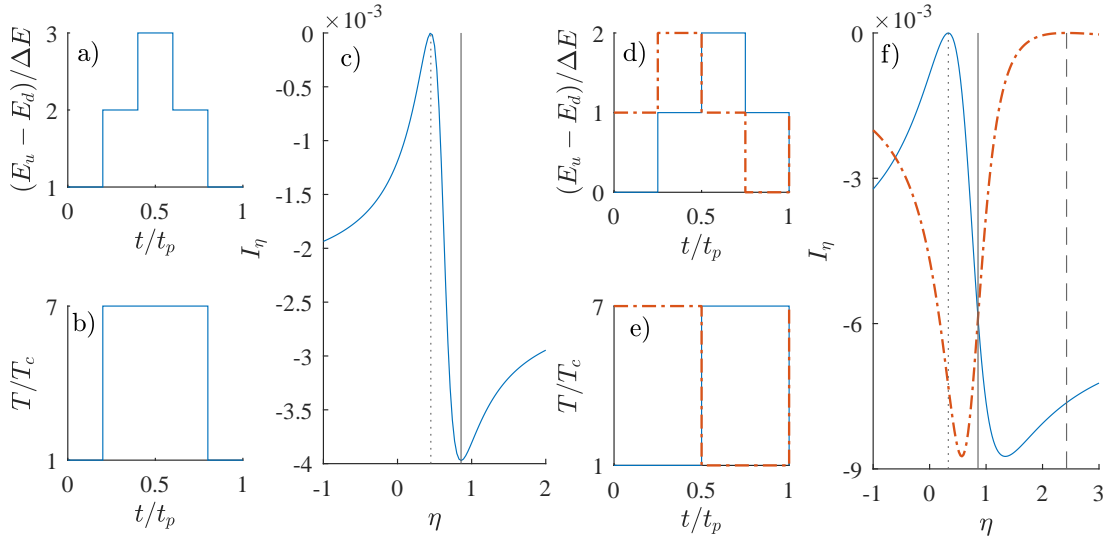 a)
(E_u − E_d)/ΔE
3
2
1
0
0.5
1
t/t_p
b)
T/T_c
7
1
0
0.5
1
t/t_p
×10⁻³
c)
I_η
0
-0.5
-1
-1.5
-2
-2.5
-3
-3.5
-4
-1
0
1
2
η
d)
(E_u − E_d)/ΔE
2
1
0
0
0.5
1
t/t_p
e)
T/T_c
7
1
0
0.5
1
t/t_p
×10⁻³
f)
I_η
0
-3
-6
-9
-1
0
1
2
3
η